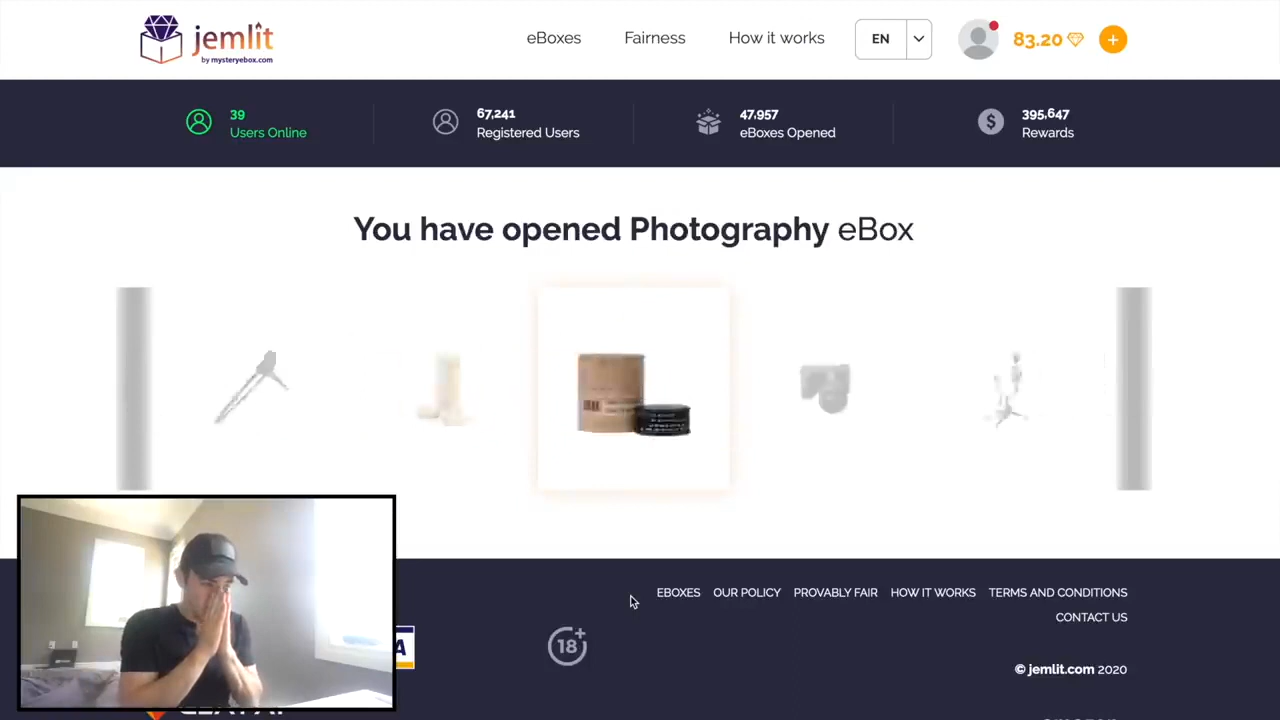 jemlit
by mysteryebox.com
eBoxes
Fairness
How it works
EN
83.20
39
Users Online
67,241
Registered Users
47,957
eBoxes Opened
395,647
Rewards
You have opened Photography eBox
EBOXES
OUR POLICY
PROVABLY FAIR
HOW IT WORKS
TERMS AND CONDITIONS
CONTACT US
18+
© jemlit.com 2020